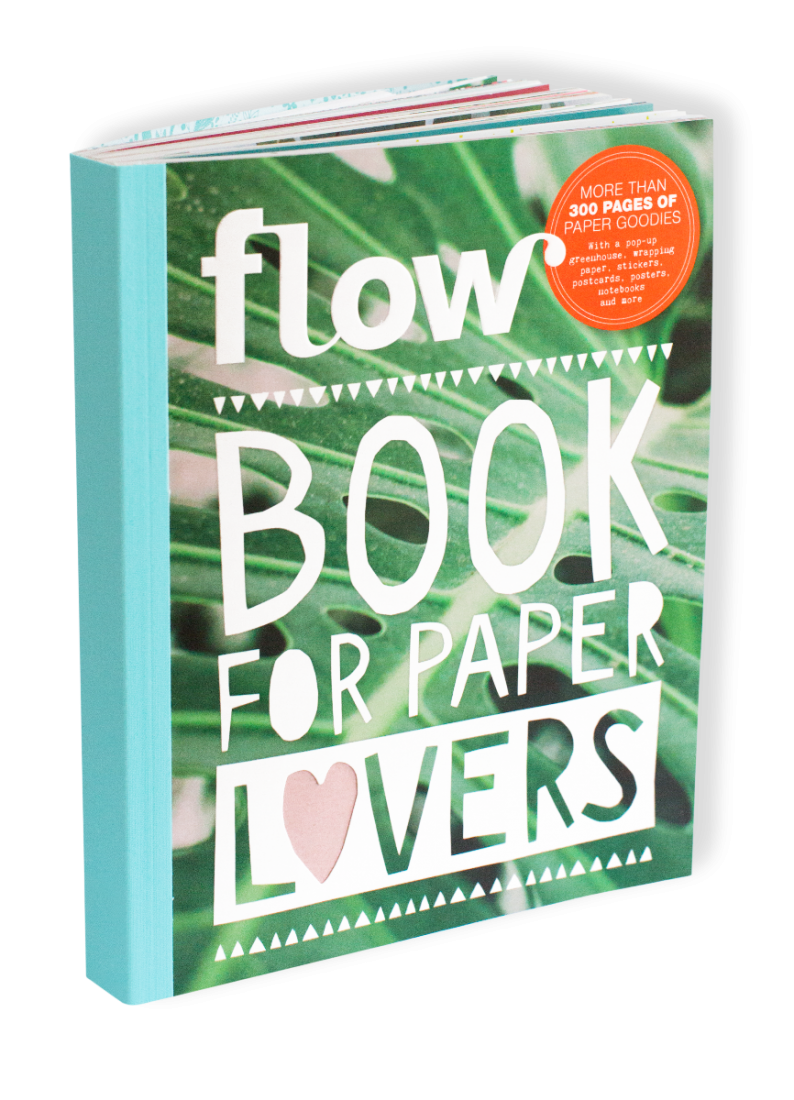 flow
MORE THAN
300 PAGES OF
PAPER GOODIES
With a pop-up
greenhouse, wrapping
paper, stickers,
postcards, posters,
notebooks
and more
BOOK
FOR PAPER
LOVERS